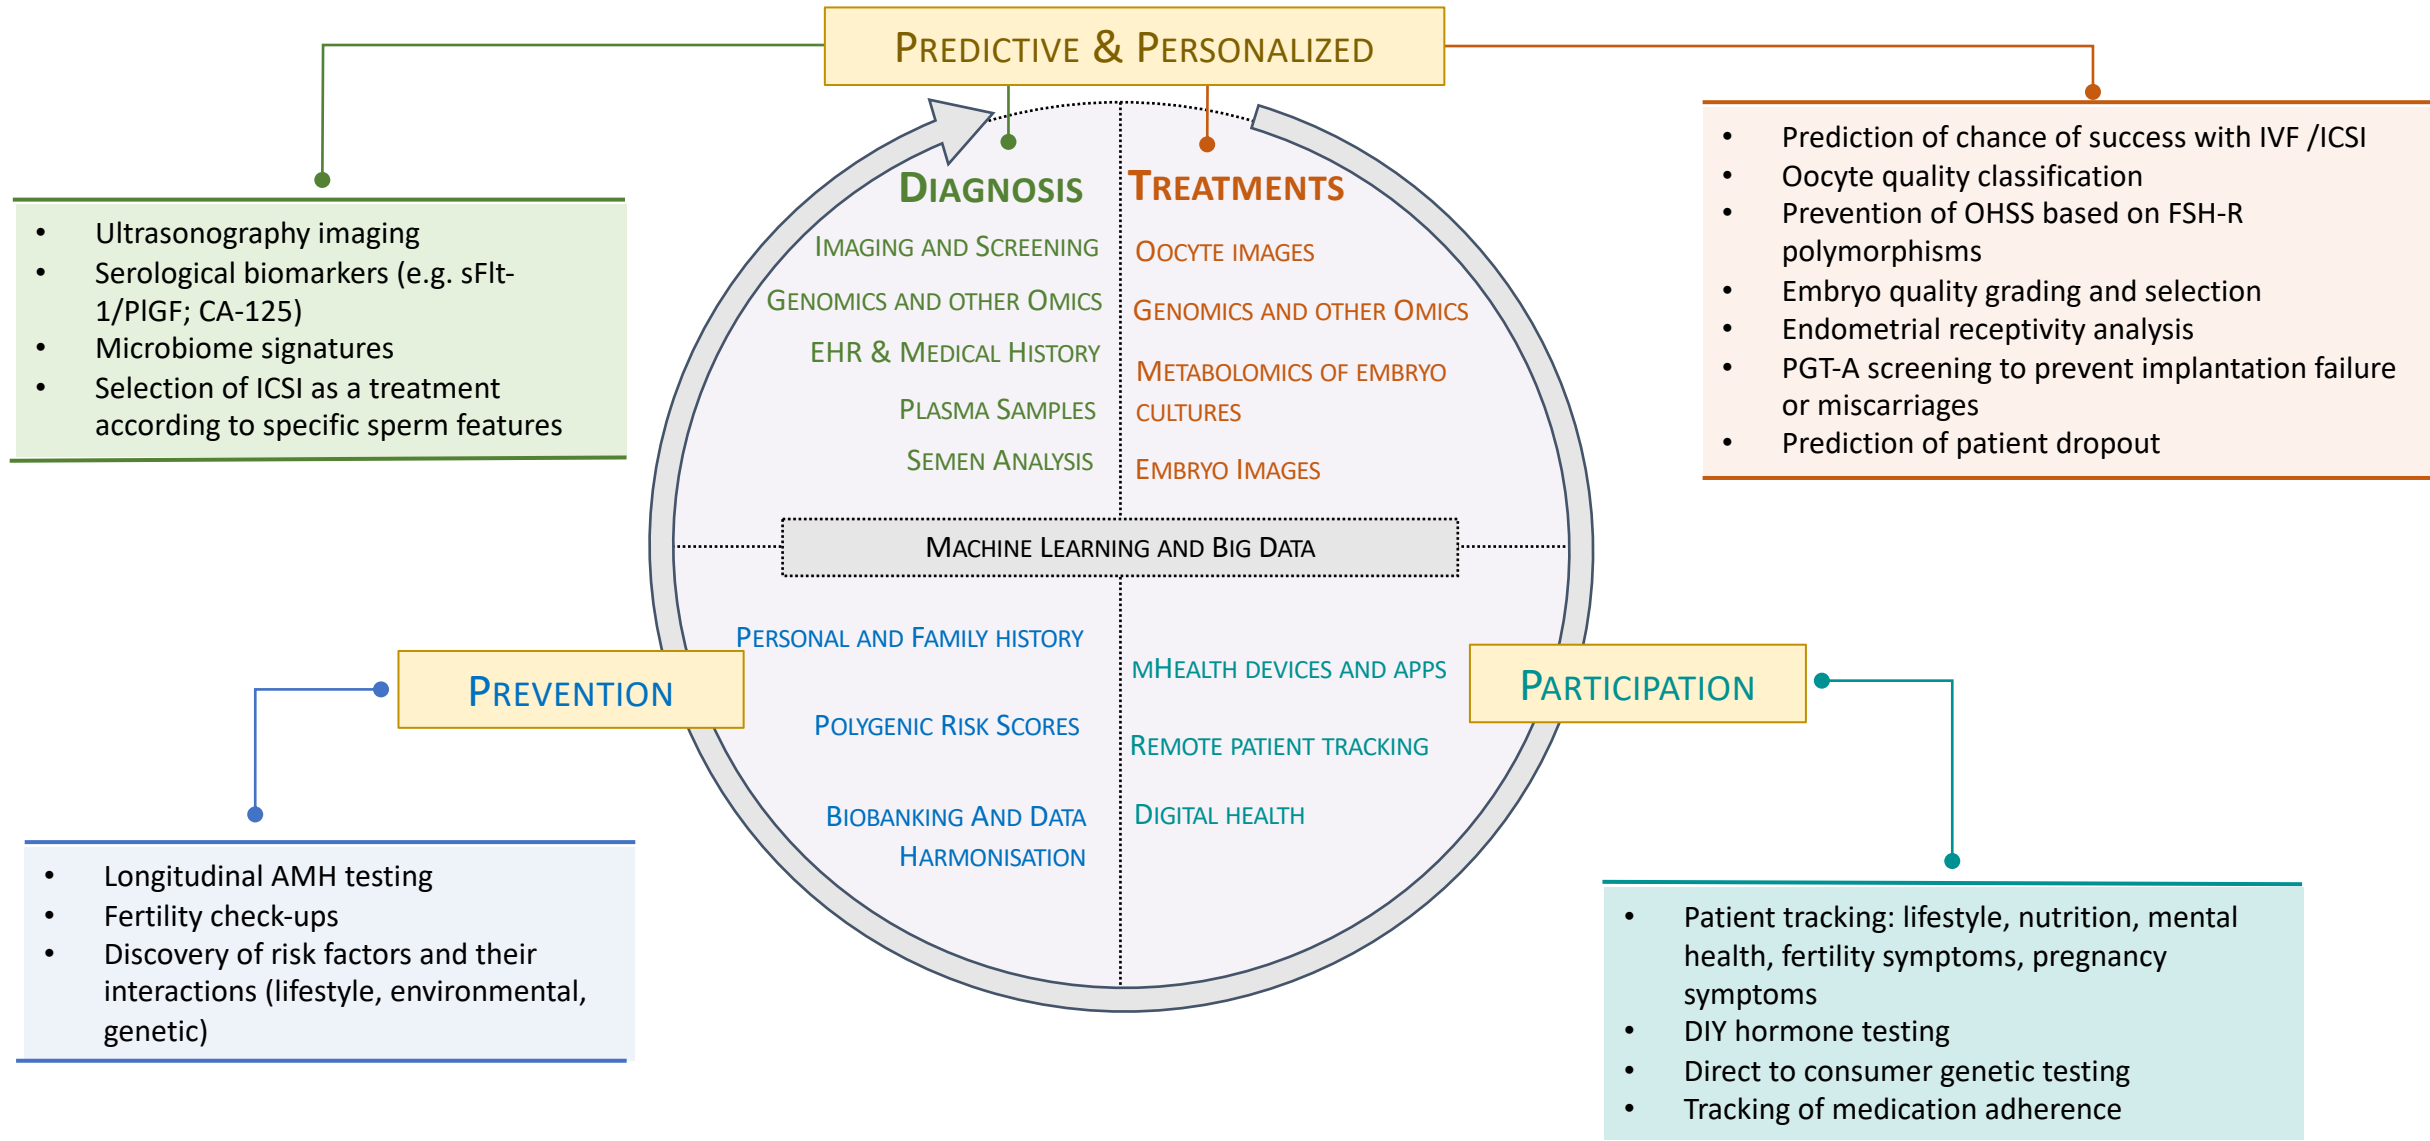 PREDICTIVE & PERSONALIZED
• Ultrasonography imaging
• Serological biomarkers (e.g. sFlt-
1/PlGF; CA-125)
• Microbiome signatures
• Selection of ICSI as a treatment
according to specific sperm features
DIAGNOSIS
IMAGING AND SCREENING
GENOMICS AND OTHER OMICS
EHR & MEDICAL HISTORY
PLASMA SAMPLES
SEMEN ANALYSIS
TREATMENTS
OOCYTE IMAGES
GENOMICS AND OTHER OMICS
METABOLOMICS OF EMBRYO
CULTURES
EMBRYO IMAGES
• Prediction of chance of success with IVF /ICSI
• Oocyte quality classification
• Prevention of OHSS based on FSH-R
polymorphisms
• Embryo quality grading and selection
• Endometrial receptivity analysis
• PGT-A screening to prevent implantation failure
or miscarriages
• Prediction of patient dropout
MACHINE LEARNING AND BIG DATA
PREVENTION
PERSONAL AND FAMILY HISTORY
POLYGENIC RISK SCORES
BIOBANKING AND DATA
HARMONISATION
MHEALTH DEVICES AND APPS
REMOTE PATIENT TRACKING
DIGITAL HEALTH
PARTICIPATION
• Longitudinal AMH testing
• Fertility check-ups
• Discovery of risk factors and their
interactions (lifestyle, environmental,
genetic)
• Patient tracking: lifestyle, nutrition, mental
health, fertility symptoms, pregnancy
symptoms
• DIY hormone testing
• Direct to consumer genetic testing
• Tracking of medication adherence